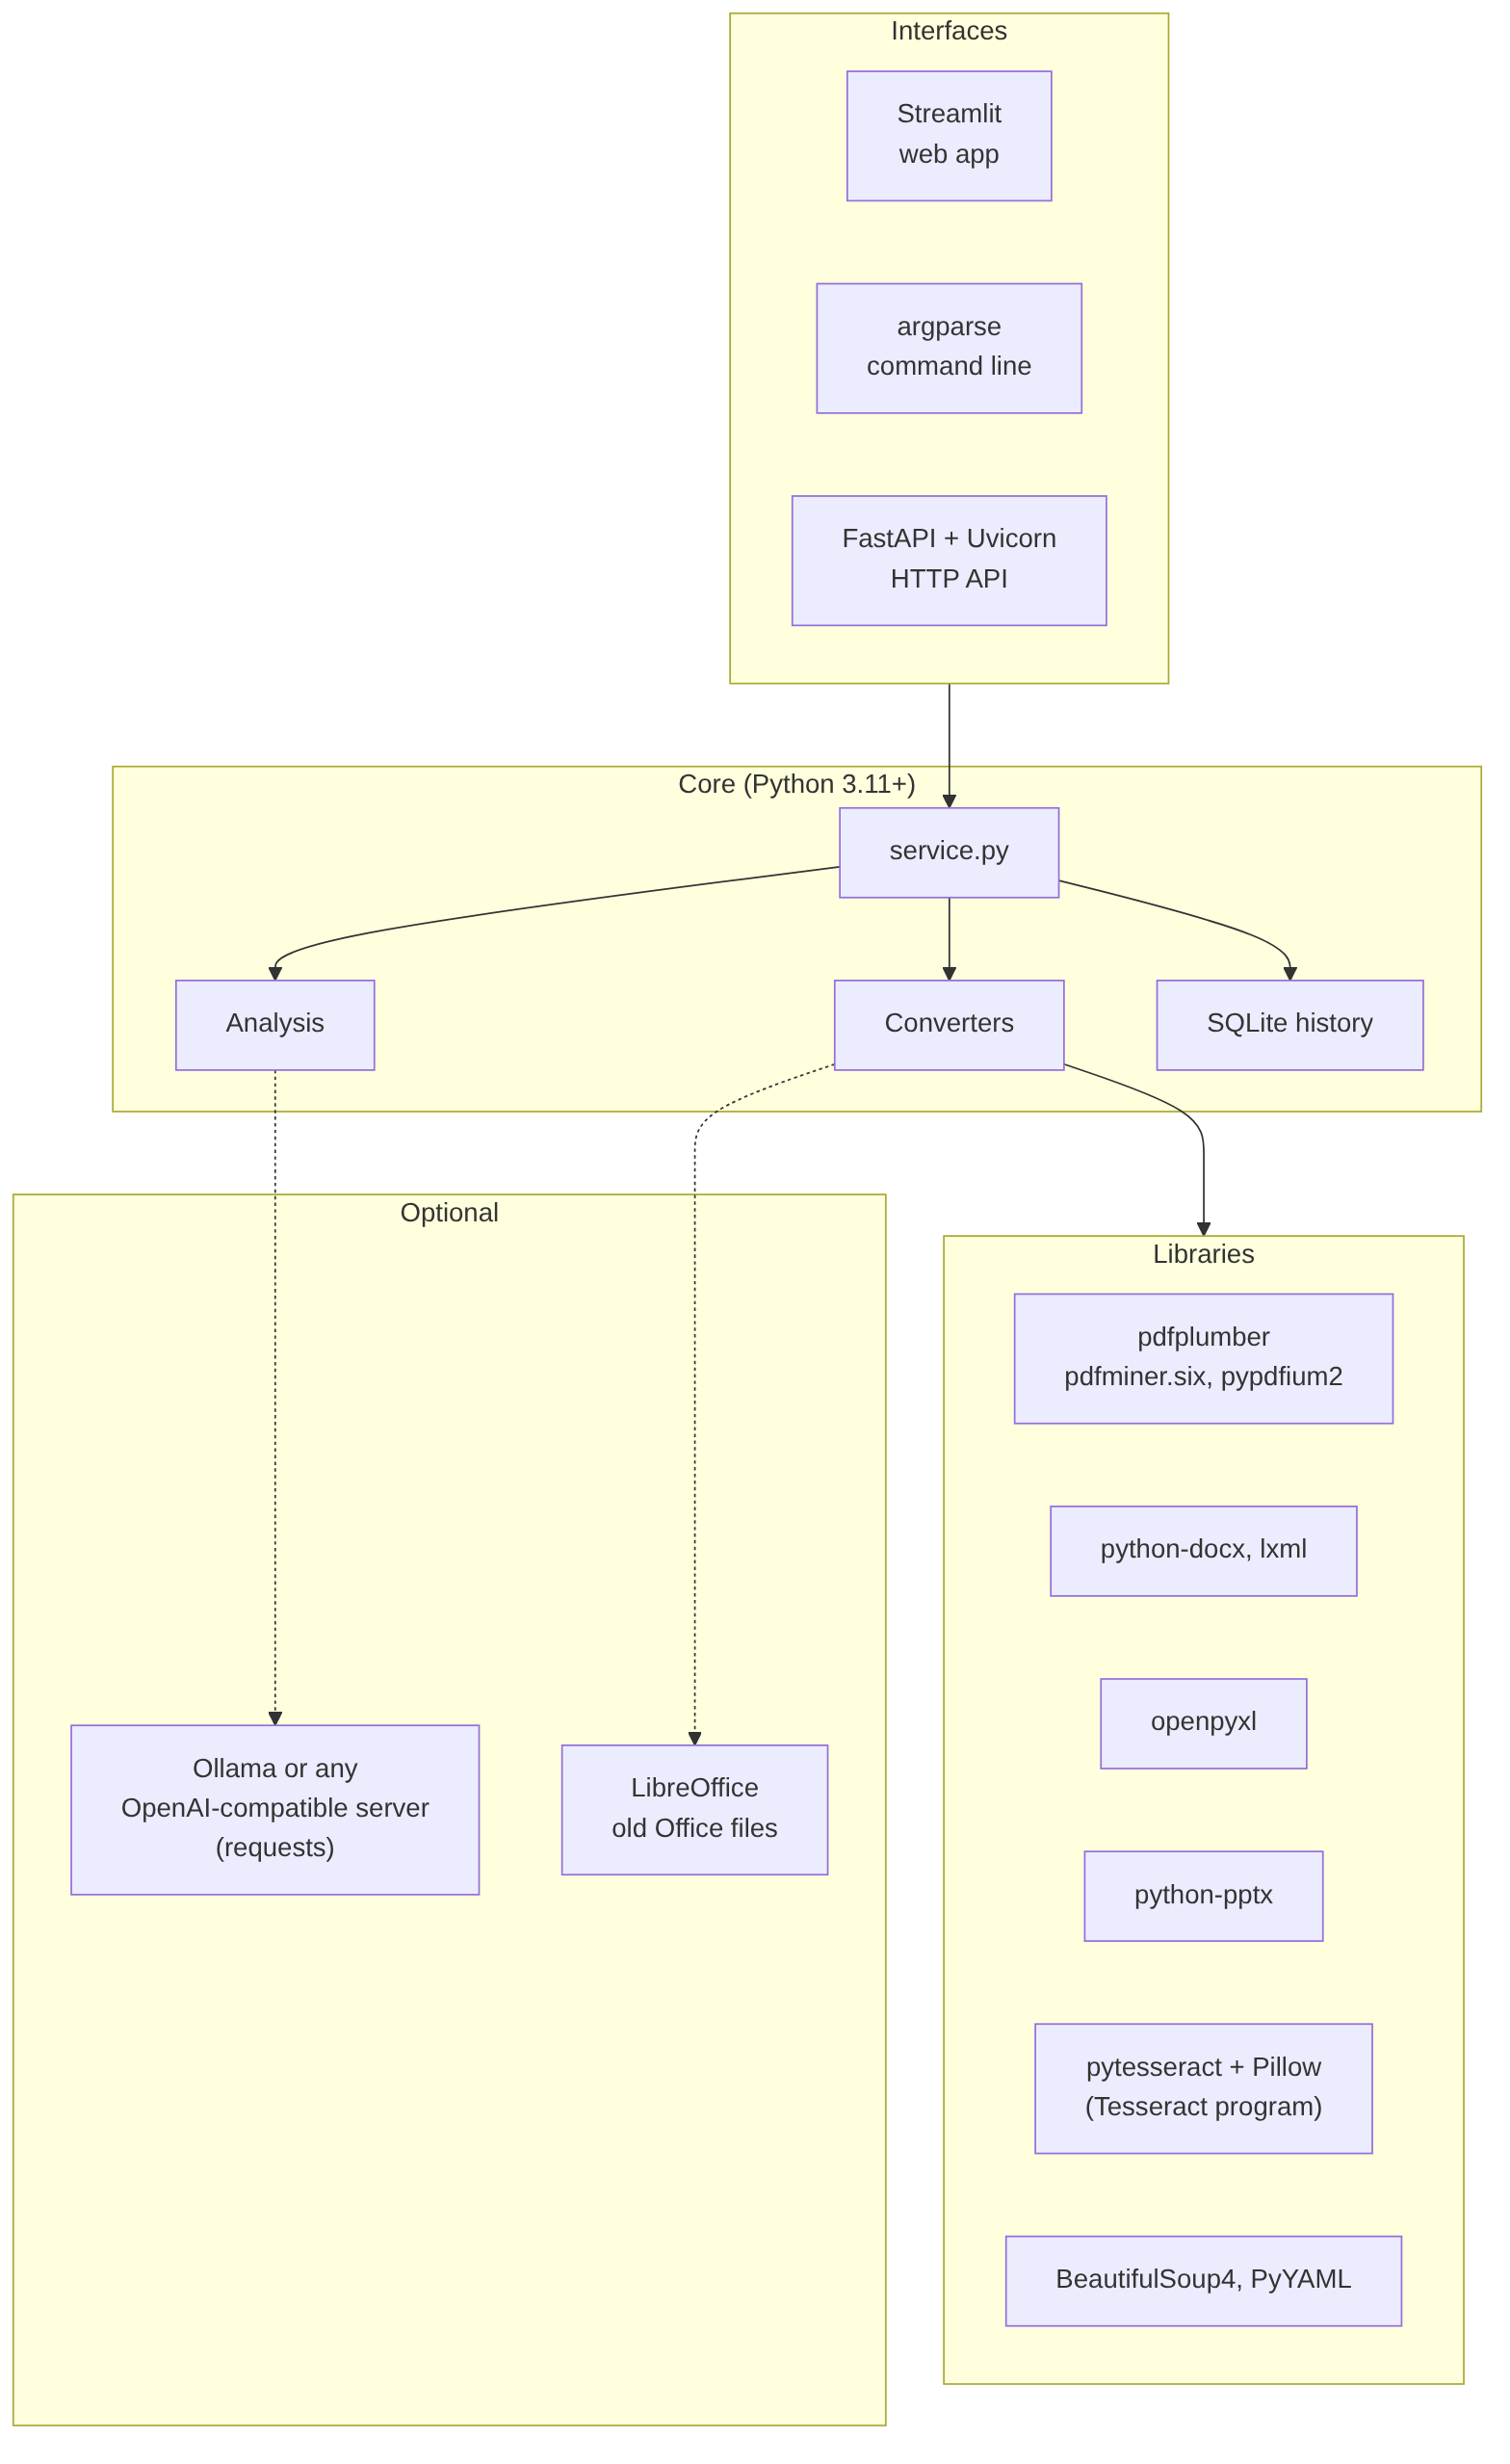 Interfaces
Streamlit
web app
argparse
command line
FastAPI + Uvicorn
HTTP API
Core (Python 3.11+)
service.py
Analysis
Converters
SQLite history
Optional
Ollama or any
OpenAI-compatible server
(requests)
LibreOffice
old Office files
Libraries
pdfplumber
pdfminer.six, pypdfium2
python-docx, lxml
openpyxl
python-pptx
pytesseract + Pillow
(Tesseract program)
BeautifulSoup4, PyYAML